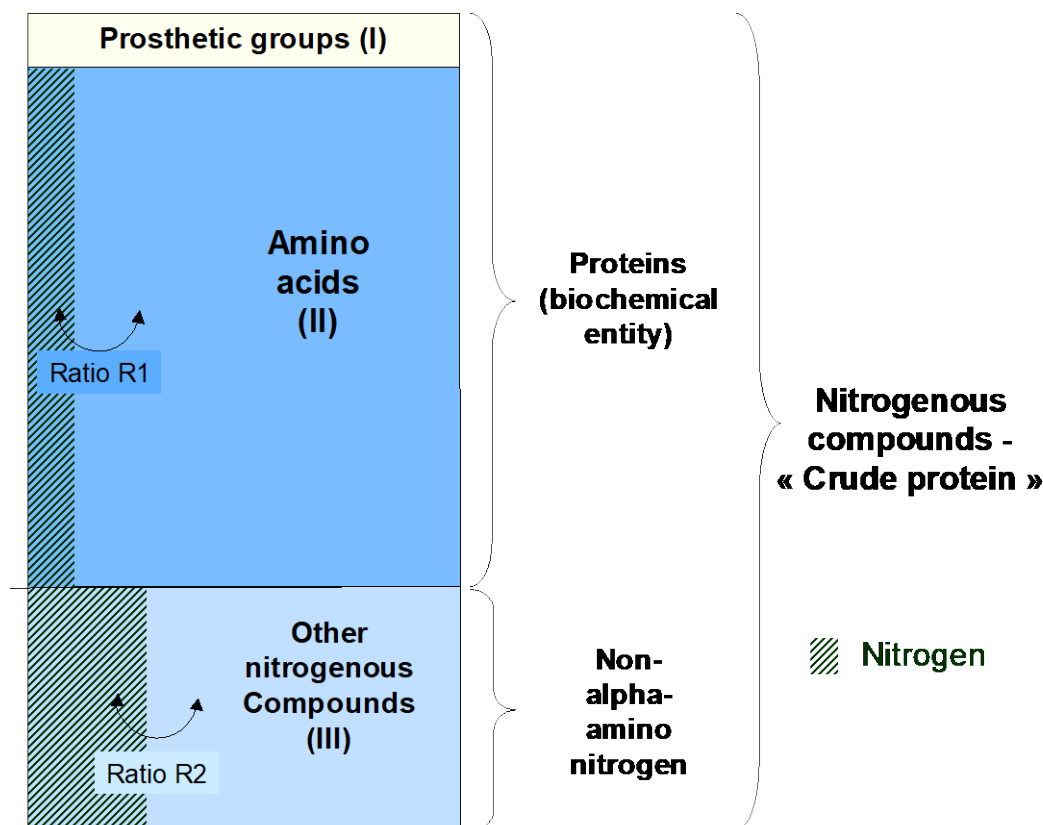 Prosthetic groups (I)
Amino
acids
(II)
Ratio R1
Proteins
(biochemical
entity)
Nitrogenous
compounds -
« Crude protein »
Other
nitrogenous
Compounds
(III)
Ratio R2
Non-
alpha-
amino
nitrogen
Nitrogen